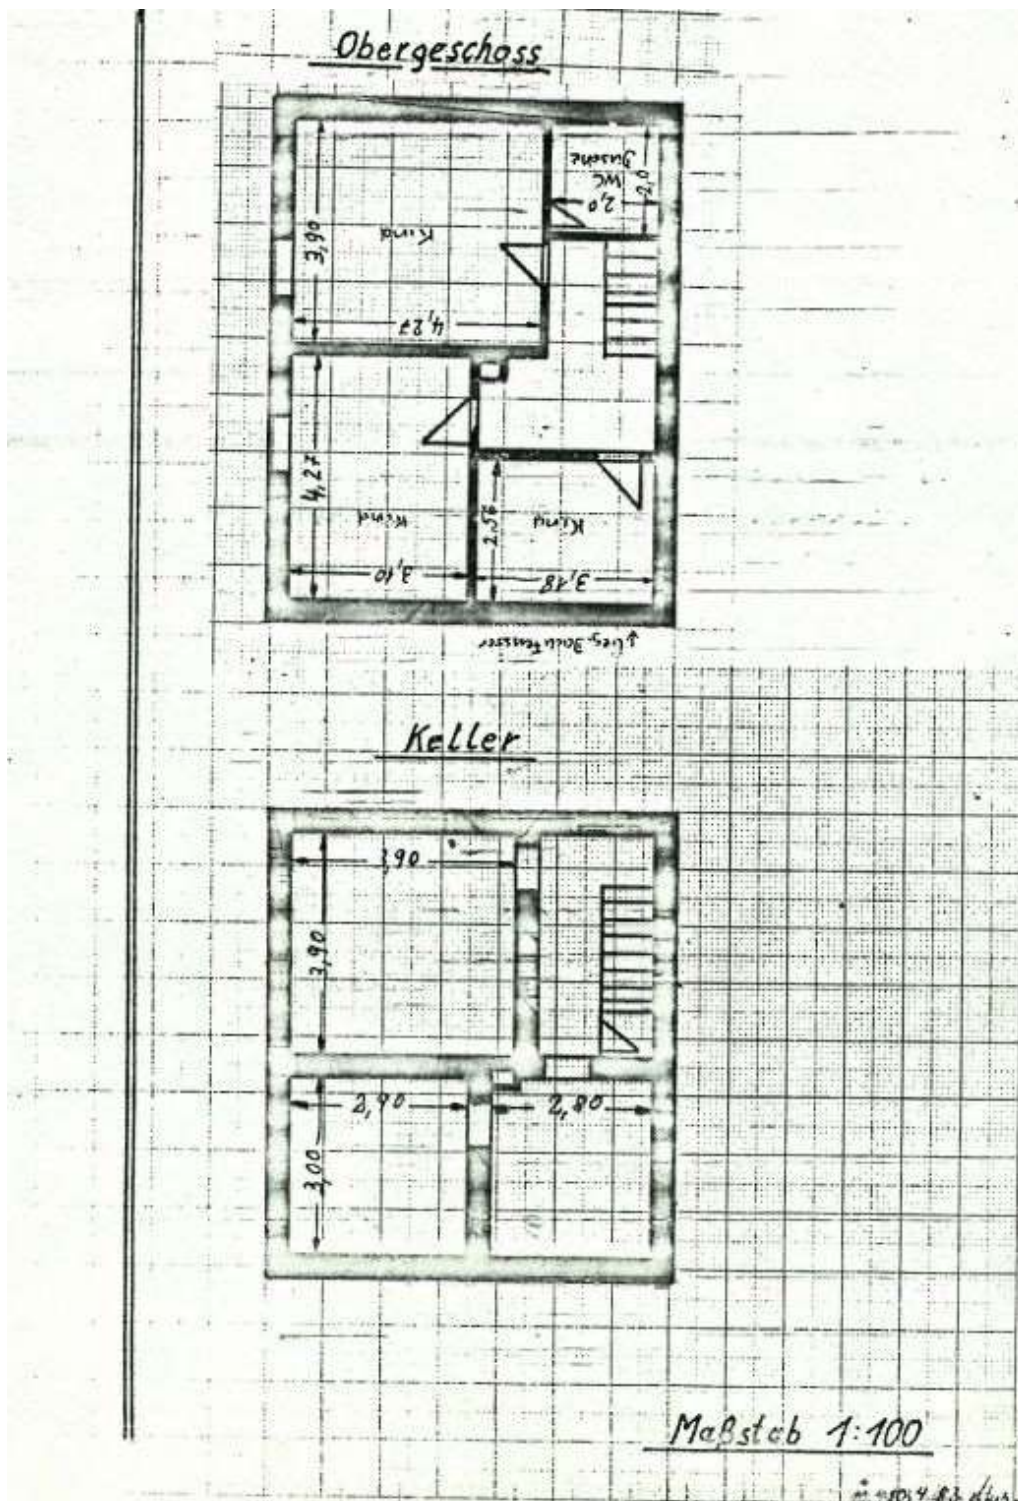 Obergeschoss
Dusche
WC
2,0
2,0
3,90
Kind
4,27
4,27
Kind
3,10
2,56
Kind
3,18
Keller
3,90
3,90
2,90
2,80
3,00
Maßstab 1:100